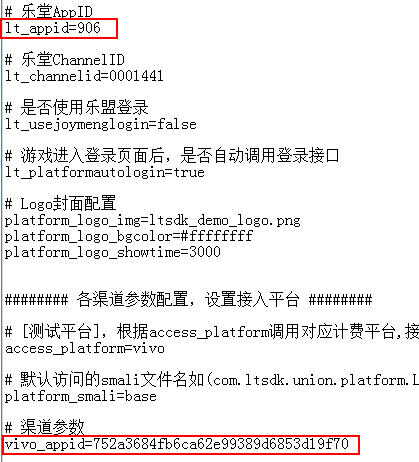 # 乐堂AppID
lt_appid=906
# 乐堂ChannelID
lt_channelid=0001441
# 是否使用乐盟登录
lt_usejoymenglogin=false
# 游戏进入登录页面后，是否自动调用登录接口
lt_platformautologin=true
# Logo封面配置
platform_logo_img=ltsdk_demo_logo.png
platform_logo_bgcolor=#ffffffff
platform_logo_showtime=3000
######## 各渠道参数配置，设置接入平台 ########
# [测试平台]，根据access_platform调用对应计费平台,接
access_platform=vivo
# 默认访问的smali文件名如(com.ltsdk.union.platform.L
platform_smali=base
# 渠道参数
vivo_appid=752a3684fb6ca62e99389d6853d19f70